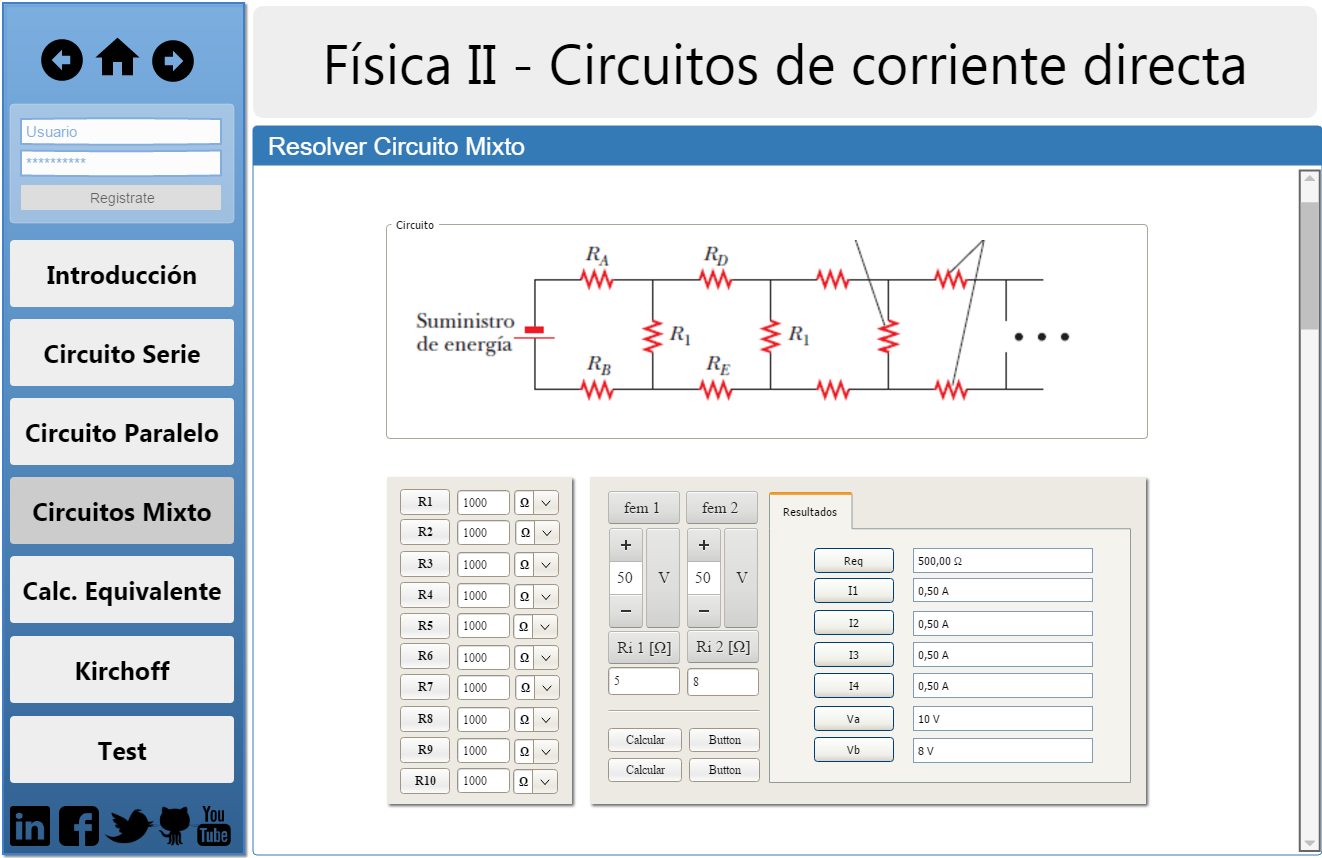 Física II - Circuitos de corriente directa
Usuario
**********
Registrate
Introducción
Circuito Serie
Circuito Paralelo
Circuitos Mixto
Calc. Equivalente
Kirchoff
Test
in
f
You
Tube
Resolver Circuito Mixto
Circuito
R_A
R_D
Suministro
de energía
R_1
R_1
R_B
R_E
R1 1000 Ω
R2 1000 Ω
R3 1000 Ω
R4 1000 Ω
R5 1000 Ω
R6 1000 Ω
R7 1000 Ω
R8 1000 Ω
R9 1000 Ω
R10 1000 Ω
fem 1 fem 2
+ +
50 V 50 V
− −
Ri 1 [Ω] Ri 2 [Ω]
5 8
Calcular Button
Calcular Button
Resultados
Req 500,00 Ω
I1 0,50 A
I2 0,50 A
I3 0,50 A
I4 0,50 A
Va 10 V
Vb 8 V